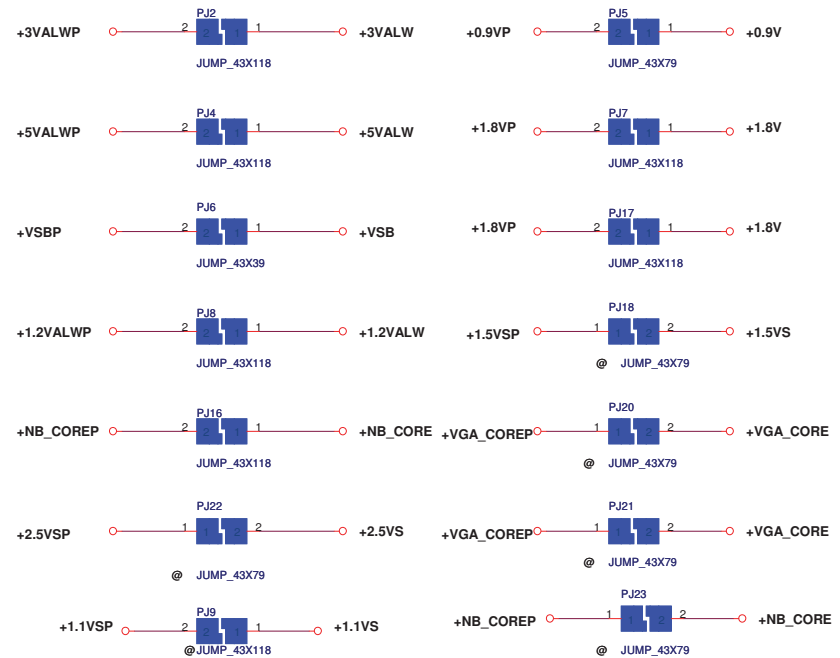 PJ2
+3VALWP 2 2 1 1 +3VALW
JUMP_43X118
PJ5
+0.9VP 2 2 1 1 +0.9V
JUMP_43X79
PJ4
+5VALWP 2 2 1 1 +5VALW
JUMP_43X118
PJ7
+1.8VP 2 2 1 1 +1.8V
JUMP_43X118
PJ6
+VSBP 2 2 1 1 +VSB
JUMP_43X39
PJ17
+1.8VP 2 2 1 1 +1.8V
JUMP_43X118
PJ8
+1.2VALWP 2 2 1 1 +1.2VALW
JUMP_43X118
PJ18
+1.5VSP 1 1 2 2 +1.5VS
@ JUMP_43X79
PJ16
+NB_COREP 2 2 1 1 +NB_CORE
JUMP_43X118
PJ20
+VGA_COREP 1 1 2 2 +VGA_CORE
@ JUMP_43X79
PJ22
+2.5VSP 1 1 2 2 +2.5VS
@ JUMP_43X79
PJ21
+VGA_COREP 1 1 2 2 +VGA_CORE
@ JUMP_43X79
PJ9
+1.1VSP 2 2 1 1 +1.1VS
@JUMP_43X118
PJ23
+NB_COREP 1 1 2 2 +NB_CORE
@ JUMP_43X79